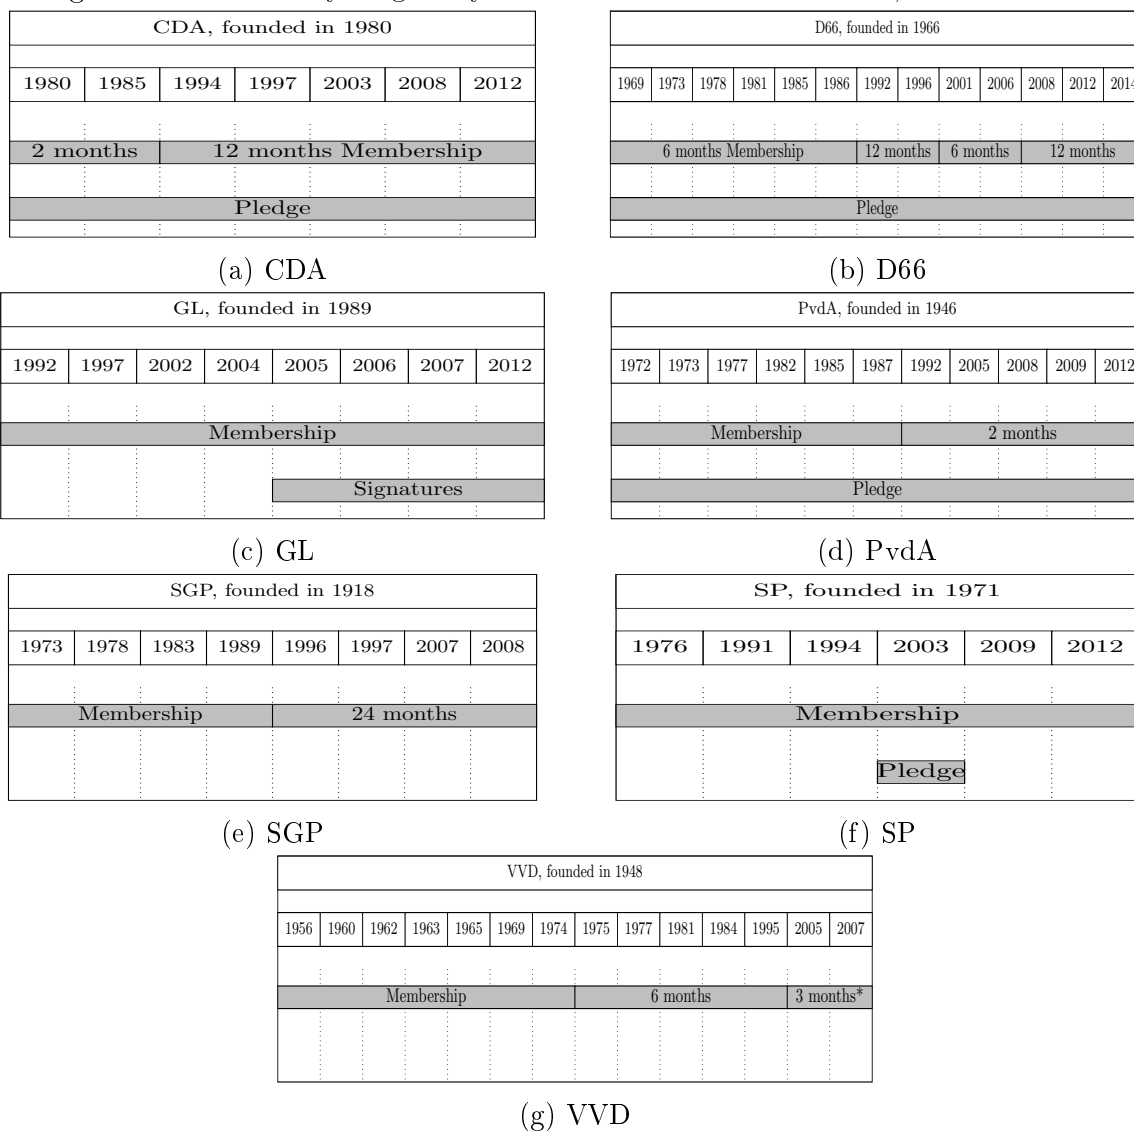 CDA, founded in 1980
1980 1985 1994 1997 2003 2008 2012
2 months 12 months Membership
Pledge
(a) CDA
D66, founded in 1966
1969 1973 1978 1981 1985 1986 1992 1996 2001 2006 2008 2012 2014
6 months Membership 12 months 6 months 12 months
Pledge
(b) D66
GL, founded in 1989
1992 1997 2002 2004 2005 2006 2007 2012
Membership
Signatures
(c) GL
PvdA, founded in 1946
1972 1973 1977 1982 1985 1987 1992 2005 2008 2009 2012
Membership 2 months
Pledge
(d) PvdA
SGP, founded in 1918
1973 1978 1983 1989 1996 1997 2007 2008
Membership 24 months
(e) SGP
SP, founded in 1971
1976 1991 1994 2003 2009 2012
Membership
Pledge
(f) SP
VVD, founded in 1948
1956 1960 1962 1963 1965 1969 1974 1975 1977 1981 1984 1995 2005 2007
Membership 6 months 3 months*
(g) VVD